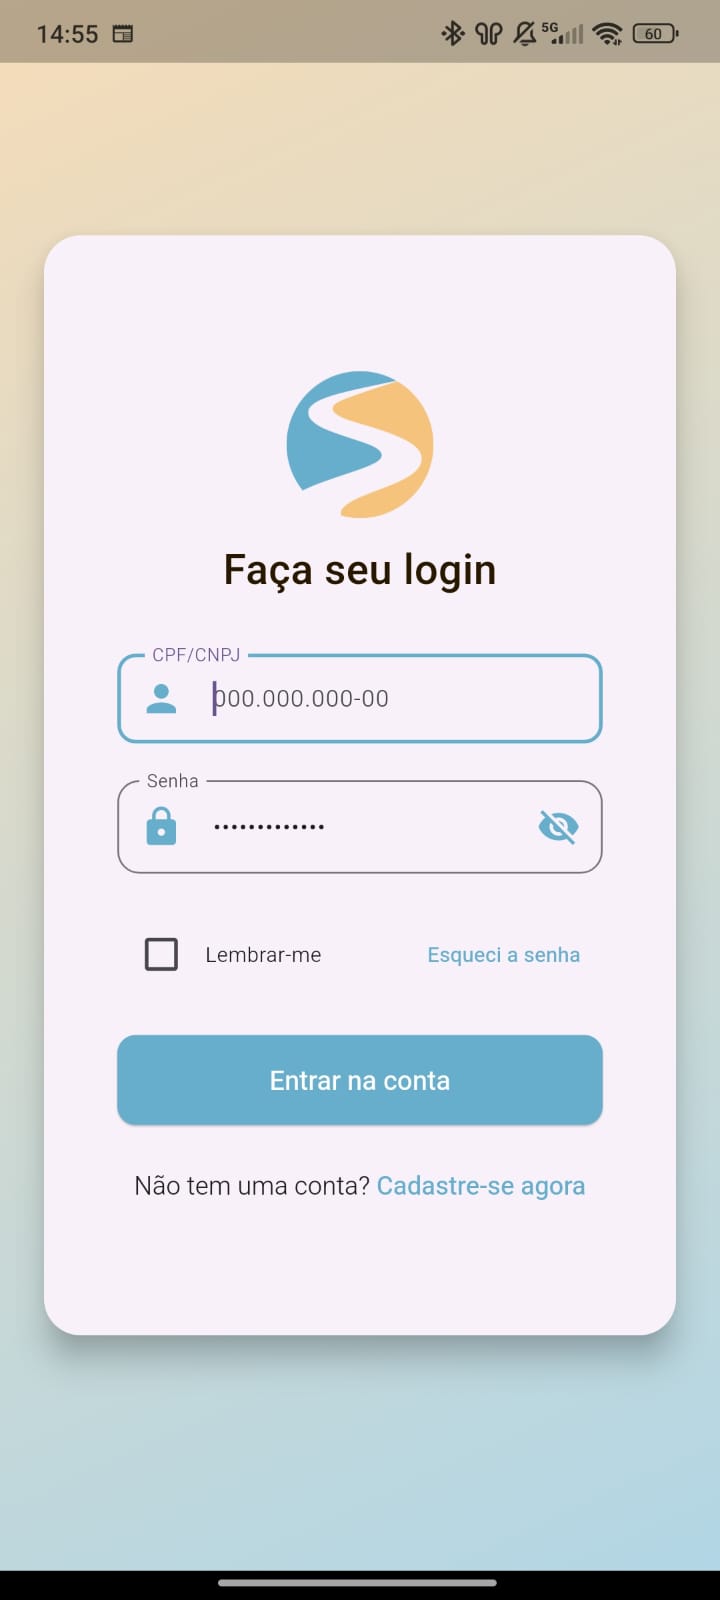 14:55 5G 60
Faça seu login
CPF/CNPJ
000.000.000-00
Senha
•••••••••••••
Lembrar-me Esqueci a senha
Entrar na conta
Não tem uma conta? Cadastre-se agora